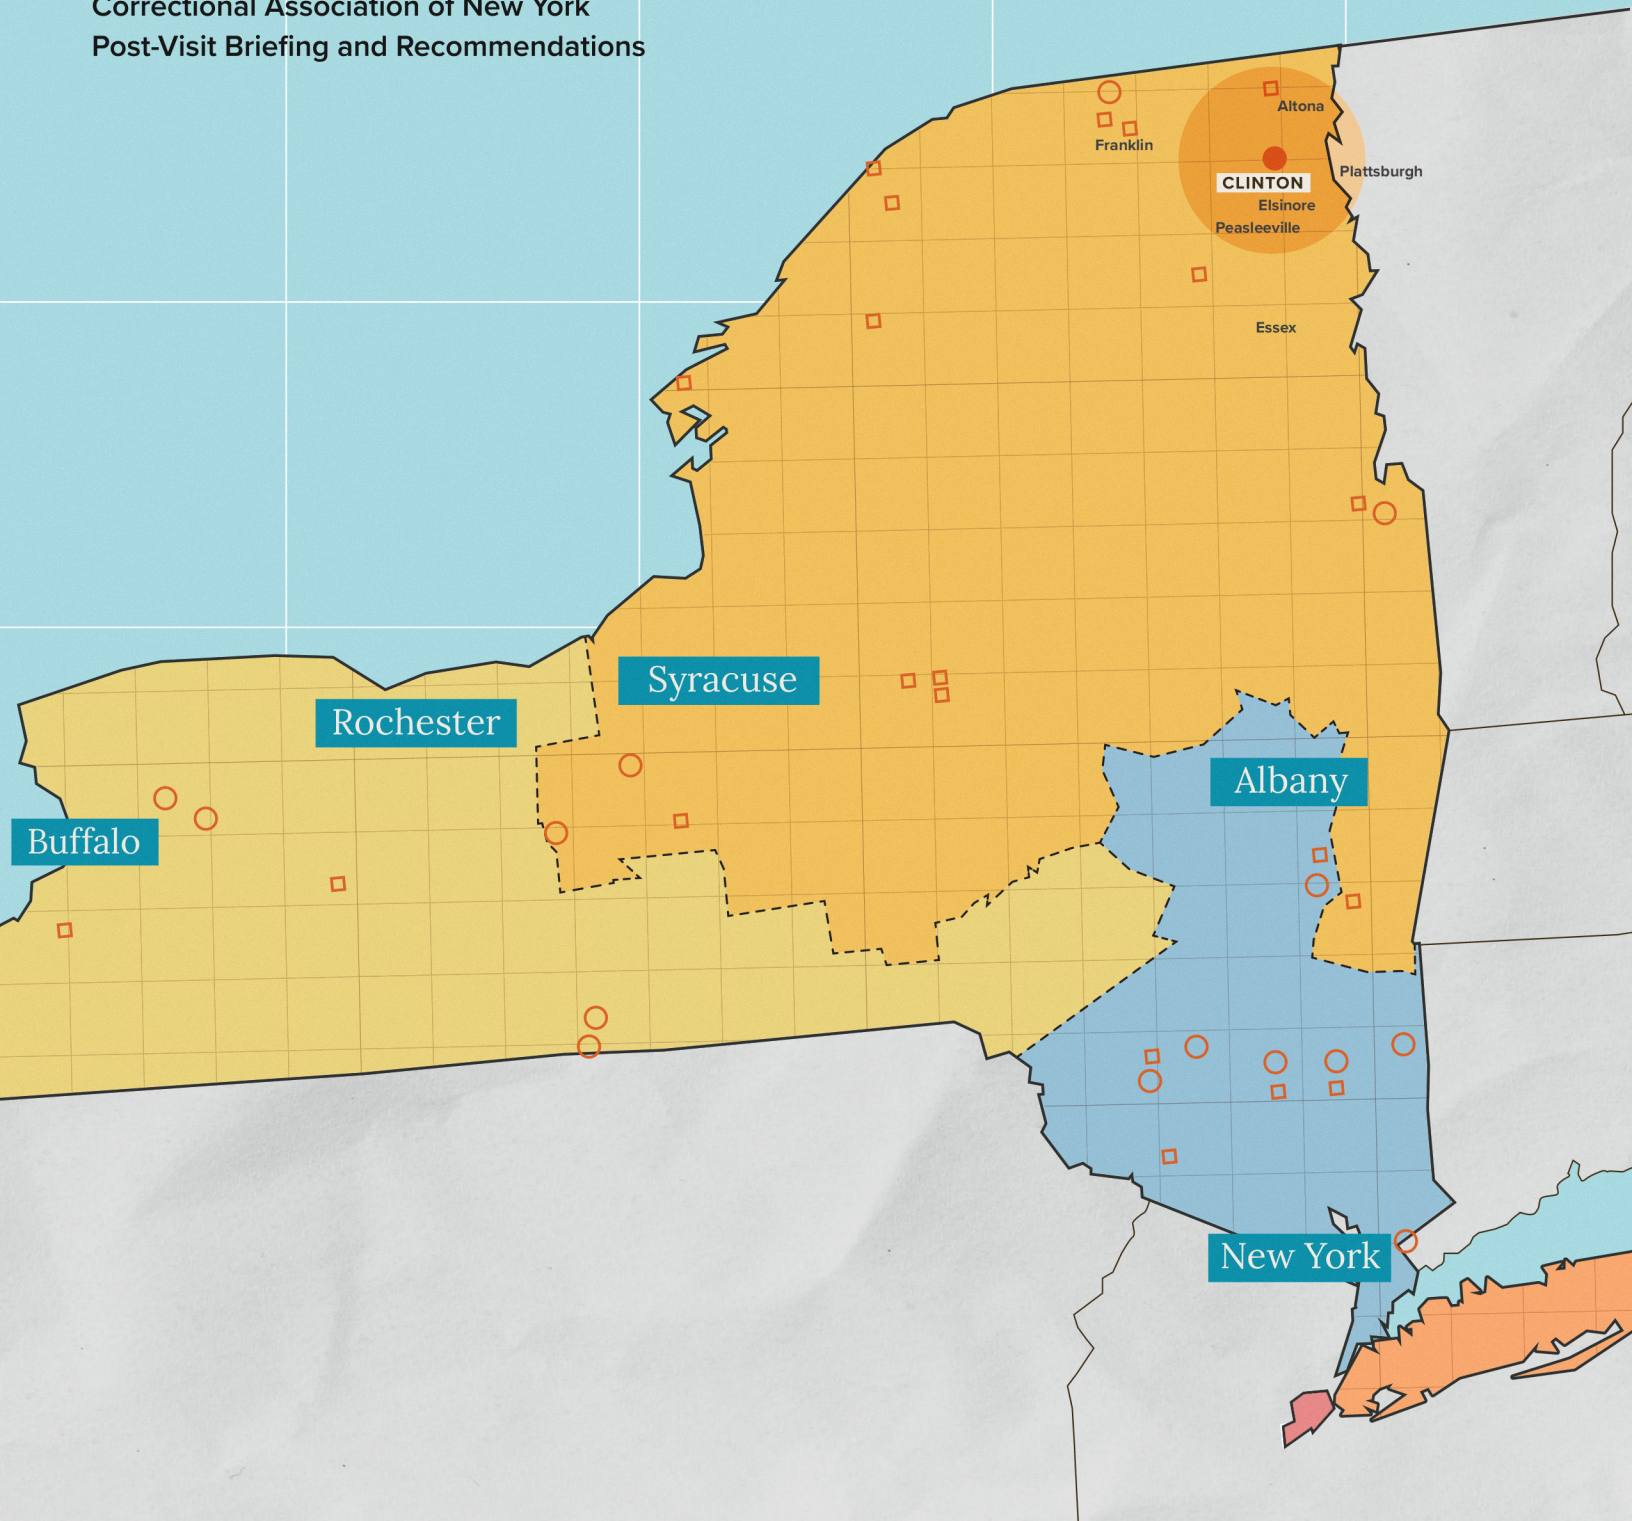 Correctional Association of New York
Post-Visit Briefing and Recommendations
Altona
Franklin
Plattsburgh
CLINTON
Elsinore
Peasleeville
Essex
Syracuse
Rochester
Albany
Buffalo
New York